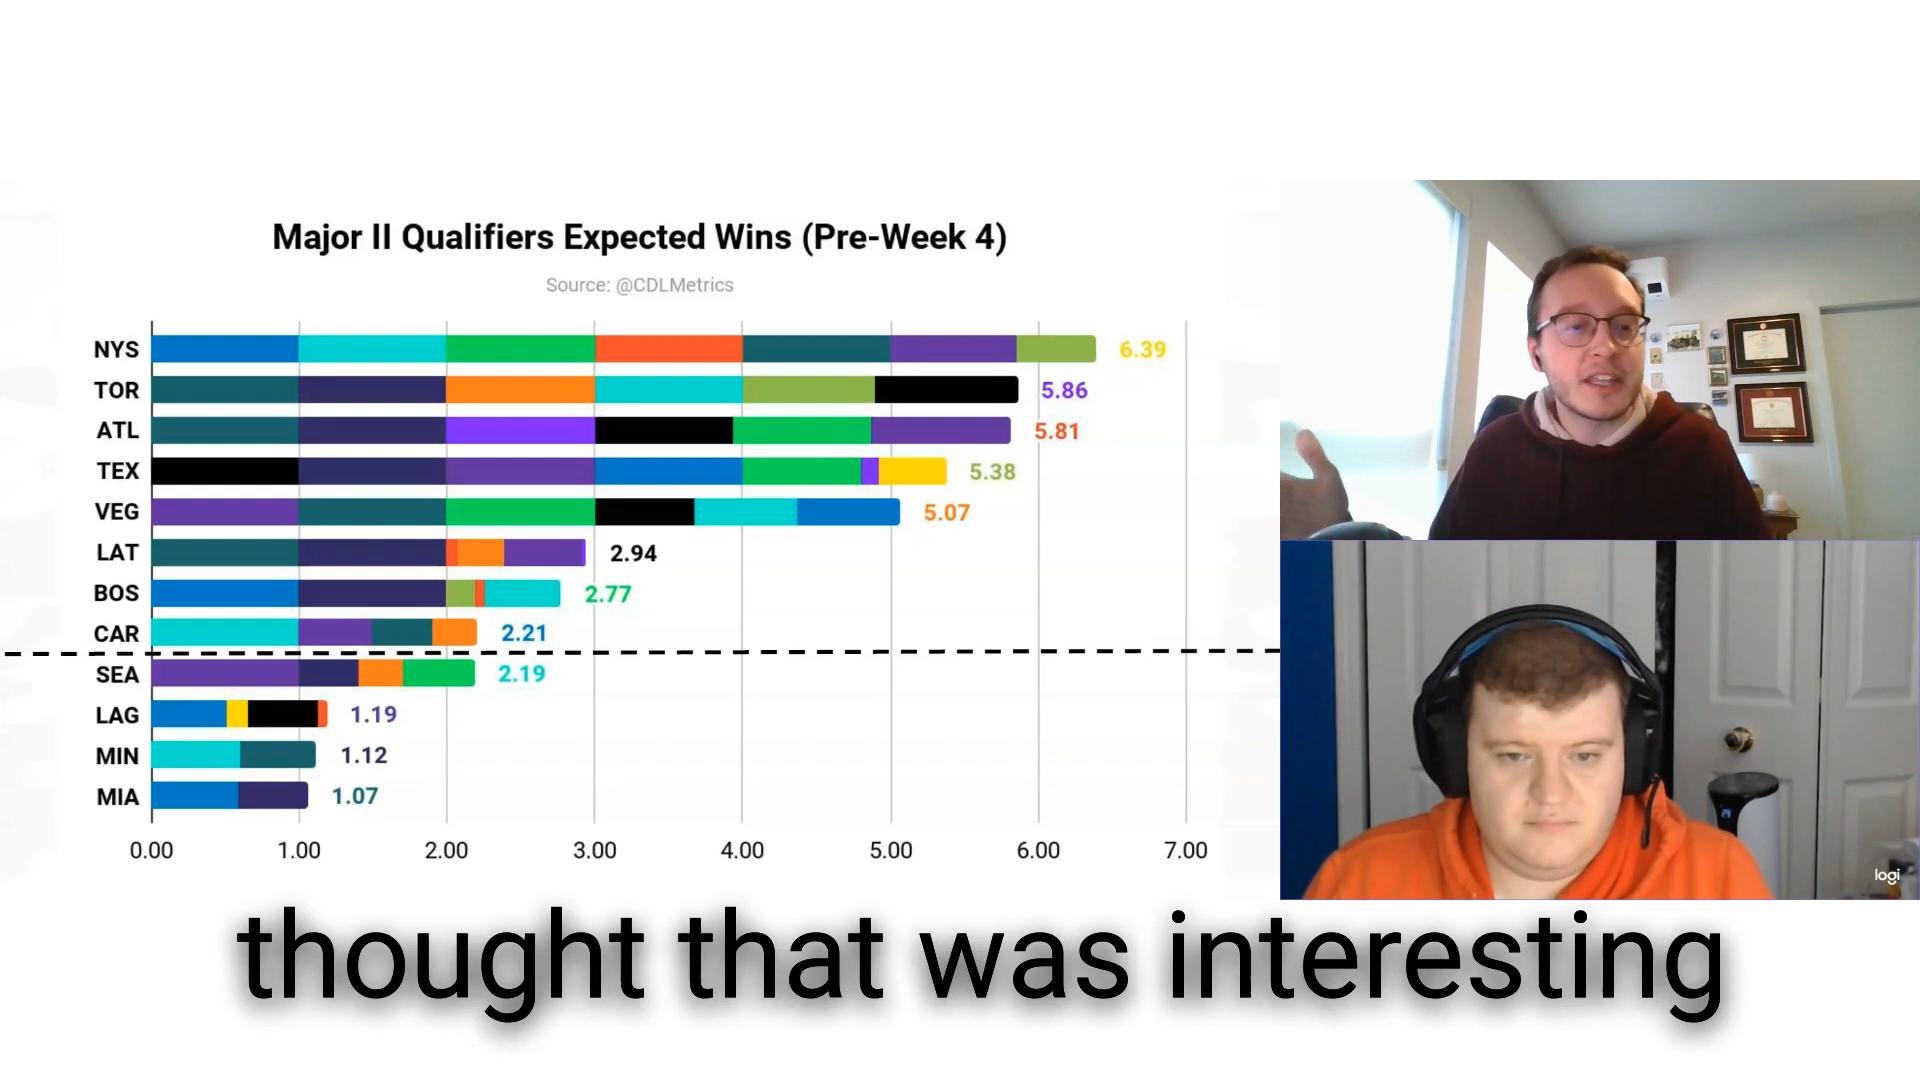 Major II Qualifiers Expected Wins (Pre-Week 4)
Source: @CDLMetrics
NYS 6.39
TOR 5.86
ATL 5.81
TEX 5.38
VEG 5.07
LAT 2.94
BOS 2.77
CAR 2.21
SEA 2.19
LAG 1.19
MIN 1.12
MIA 1.07
0.00 1.00 2.00 3.00 4.00 5.00 6.00 7.00
logi
thought that was interesting